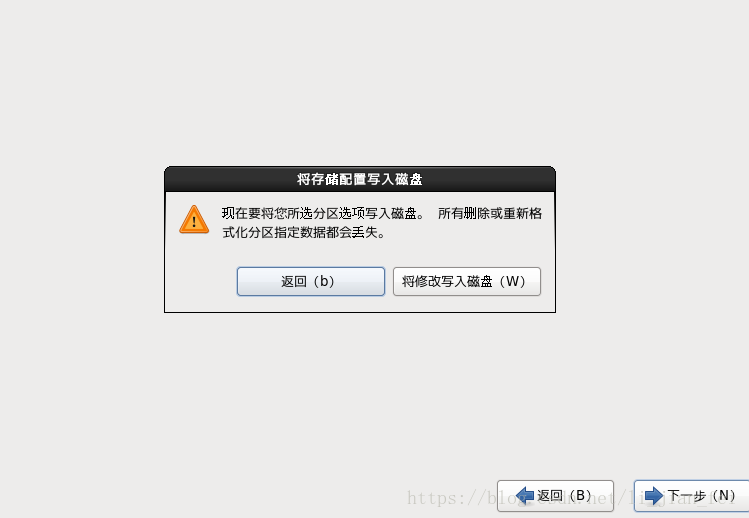 将存储配置写入磁盘
现在要将您所选分区选项写入磁盘。 所有删除或重新格
式化分区指定数据都会丢失。
返回（b）
将修改写入磁盘（W）
返回（B）
下一步（N）